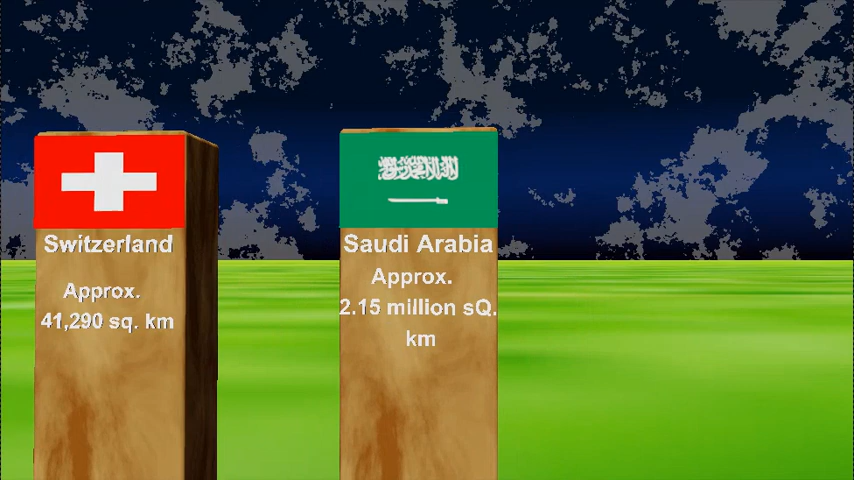 Switzerland
Approx.
41,290 sq. km
Saudi Arabia
Approx.
2.15 million sQ.
km